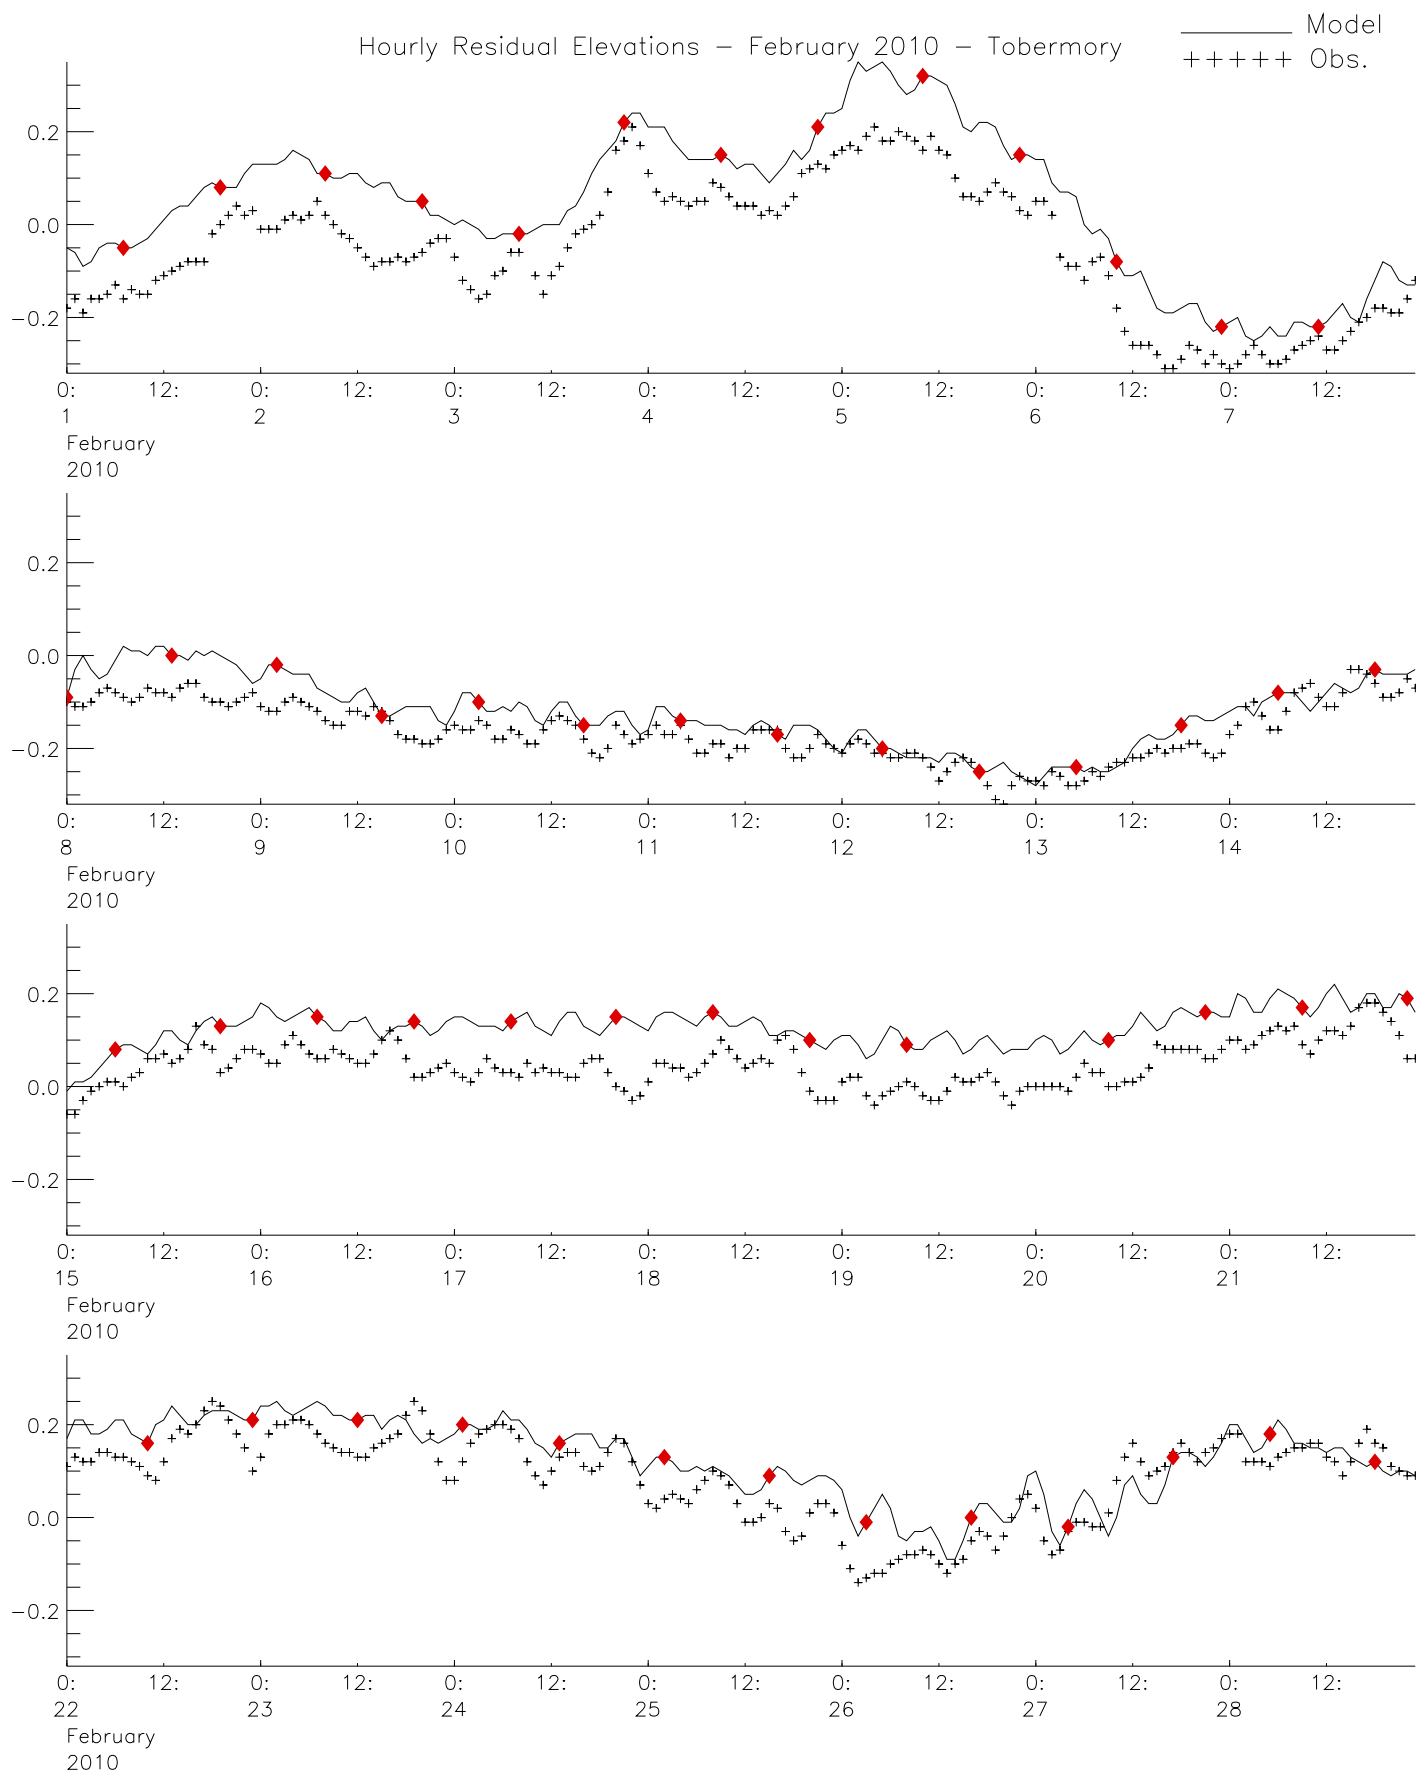 Hourly Residual Elevations – February 2010 – Tobermory
Model
+++++ Obs.
0.2
0.0
−0.2
0: 12: 0: 12: 0: 12: 0: 12: 0: 12: 0: 12: 0: 12:
1 2 3 4 5 6 7
February
2010
0.2
0.0
−0.2
0: 12: 0: 12: 0: 12: 0: 12: 0: 12: 0: 12: 0: 12:
8 9 10 11 12 13 14
February
2010
0.2
0.0
−0.2
0: 12: 0: 12: 0: 12: 0: 12: 0: 12: 0: 12: 0: 12:
15 16 17 18 19 20 21
February
2010
0.2
0.0
−0.2
0: 12: 0: 12: 0: 12: 0: 12: 0: 12: 0: 12: 0: 12:
22 23 24 25 26 27 28
February
2010